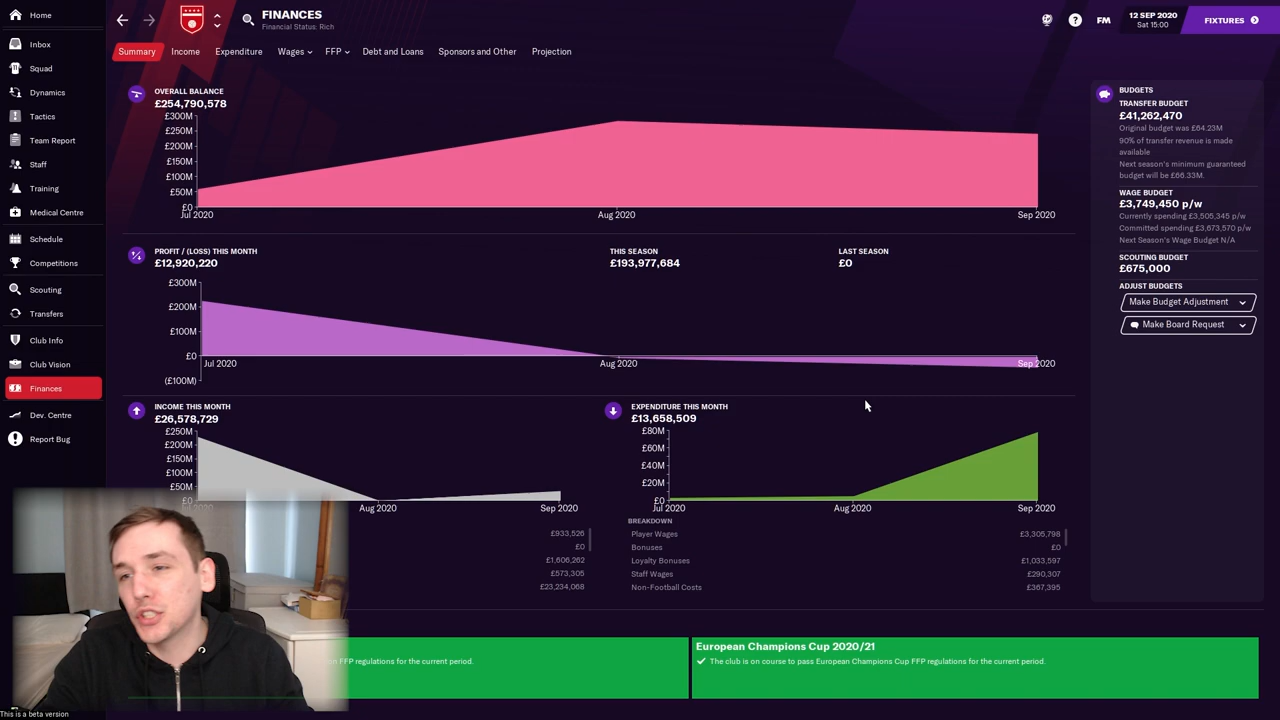 Home
Inbox
Squad
Dynamics
Tactics
Team Report
Staff
Training
Medical Centre
Schedule
Competitions
Scouting
Transfers
Club Info
Club Vision
Finances
Dev. Centre
Report Bug
This is a beta version
FINANCES
Financial Status: Rich
FM
12 SEP 2020
Sat 15:00
FIXTURES
Summary
Income
Expenditure
Wages
FFP
Debt and Loans
Sponsors and Other
Projection
OVERALL BALANCE
£254,790,578
£300M
£250M
£200M
£150M
£100M
£50M
£0
Jul 2020
Aug 2020
Sep 2020
PROFIT / (LOSS) THIS MONTH
£12,920,220
THIS SEASON
£193,977,684
LAST SEASON
£0
£300M
£200M
£100M
£0
(£100M)
Jul 2020
Aug 2020
Sep 2020
INCOME THIS MONTH
£26,578,729
£250M
£200M
£150M
£100M
£50M
£0
Jul 2020
Aug 2020
Sep 2020
£933,526
£0
£1,606,262
£573,305
£23,234,068
EXPENDITURE THIS MONTH
£13,658,509
£80M
£60M
£40M
£20M
£0
Jul 2020
Aug 2020
Sep 2020
BREAKDOWN
Player Wages £3,305,798
Bonuses £0
Loyalty Bonuses £1,033,597
Staff Wages £290,307
Non-Football Costs £367,395
FFP regulations for the current period.
European Champions Cup 2020/21
The club is on course to pass European Champions Cup FFP regulations for the current period.
BUDGETS
TRANSFER BUDGET
£41,262,470
Original budget was £64.23M
90% of transfer revenue is made
available
Next season's minimum guaranteed
budget will be £66.33M.
WAGE BUDGET
£3,749,450 p/w
Currently spending £3,505,345 p/w
Committed spending £3,673,570 p/w
Next Season's Wage Budget N/A
SCOUTING BUDGET
£675,000
ADJUST BUDGETS
Make Budget Adjustment
Make Board Request